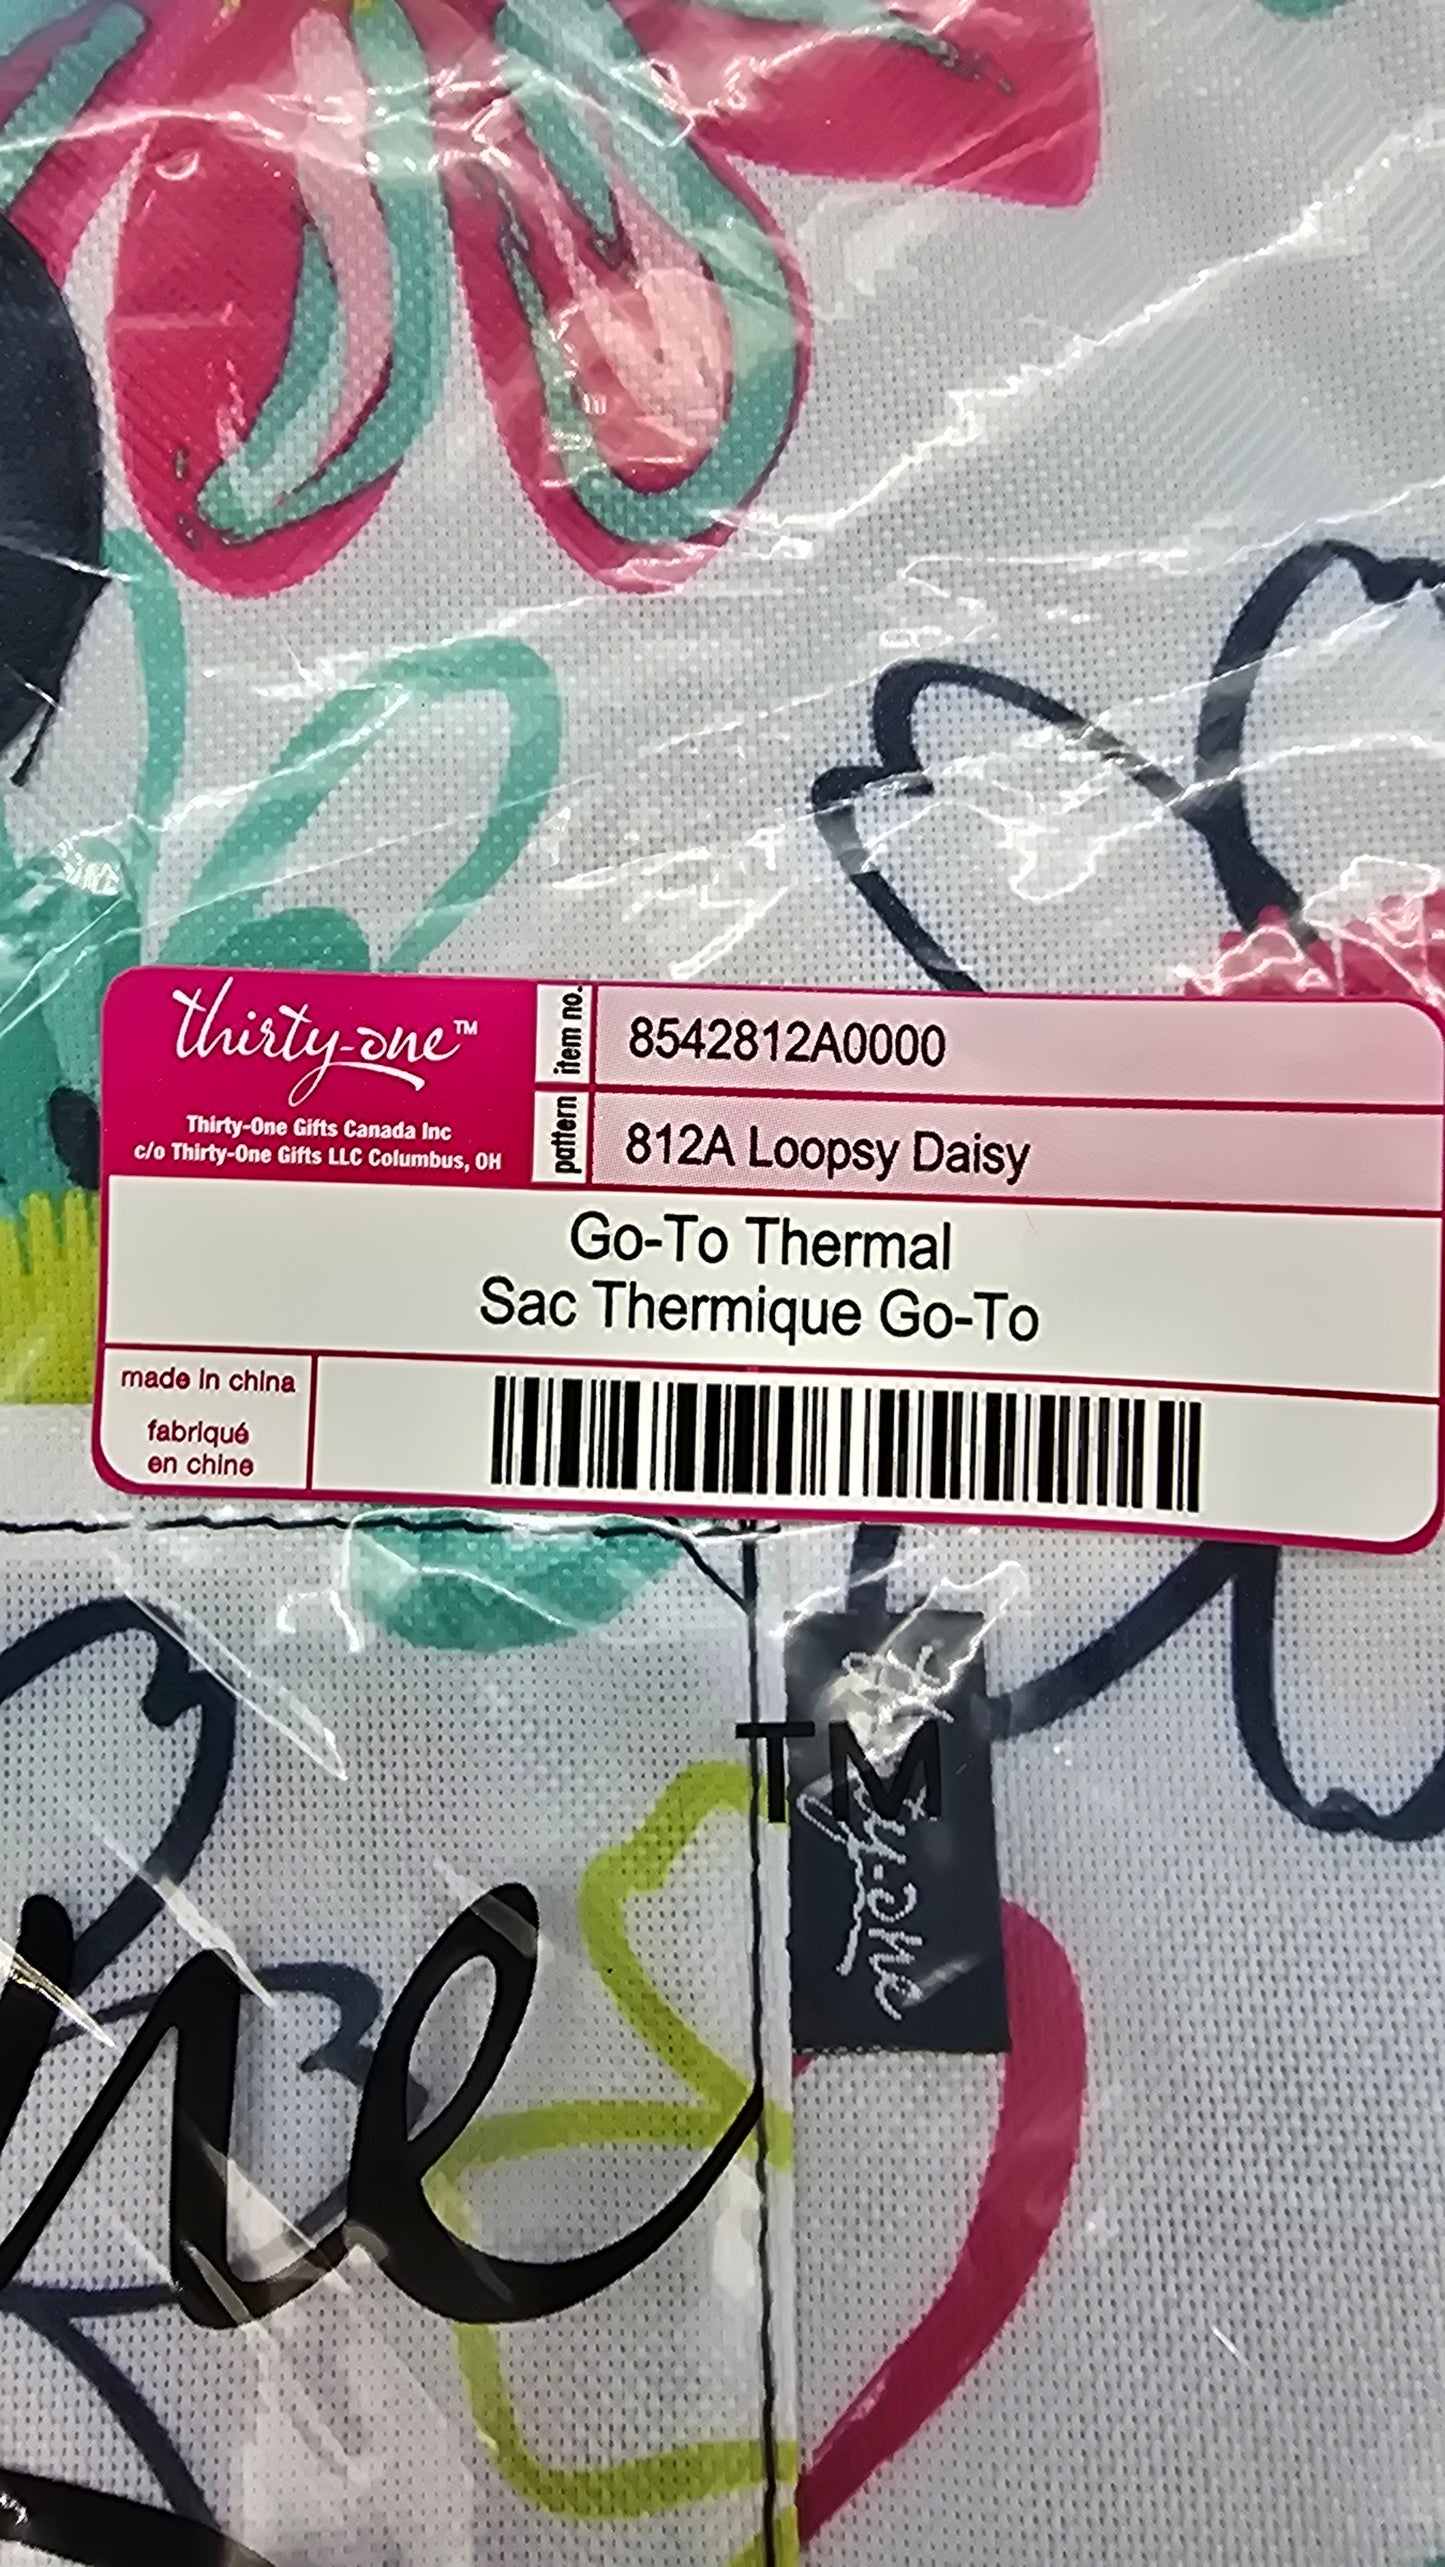 thirty-one™
Thirty-One Gifts Canada Inc
c/o Thirty-One Gifts LLC Columbus, OH
item no.
8542812A0000
pattern
812A Loopsy Daisy
Go-To Thermal
Sac Thermique Go-To
made in china
fabriqué
en chine
TM
ne